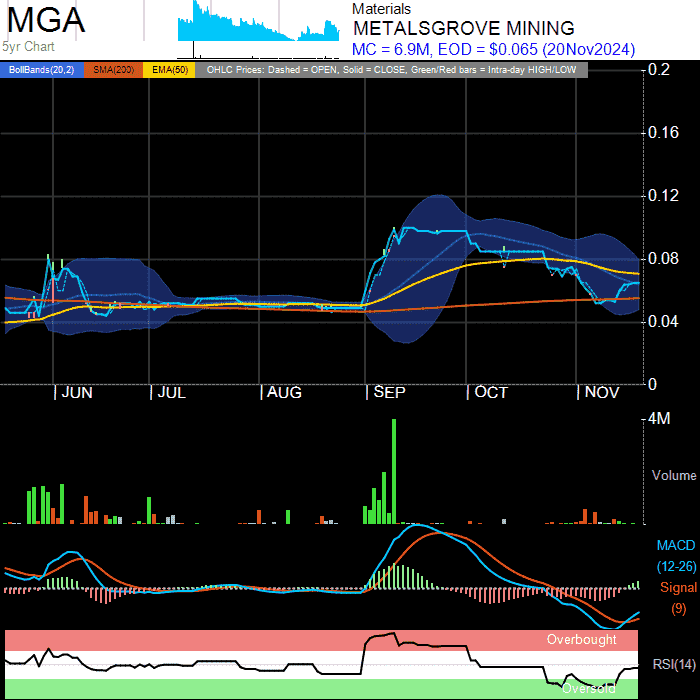 MGA
5yr Chart
Materials
METALSGROVE MINING
MC = 6.9M, EOD = $0.065 (20Nov2024)
BollBands(20,2) SMA(200) EMA(50) OHLC Prices: Dashed = OPEN, Solid = CLOSE, Green/Red bars = Intra-day HIGH/LOW
0.2
0.16
0.12
0.08
0.04
0
JUN JUL AUG SEP OCT NOV
4M
Volume
MACD
(12-26)
Signal
(9)
Overbought
RSI(14)
Oversold